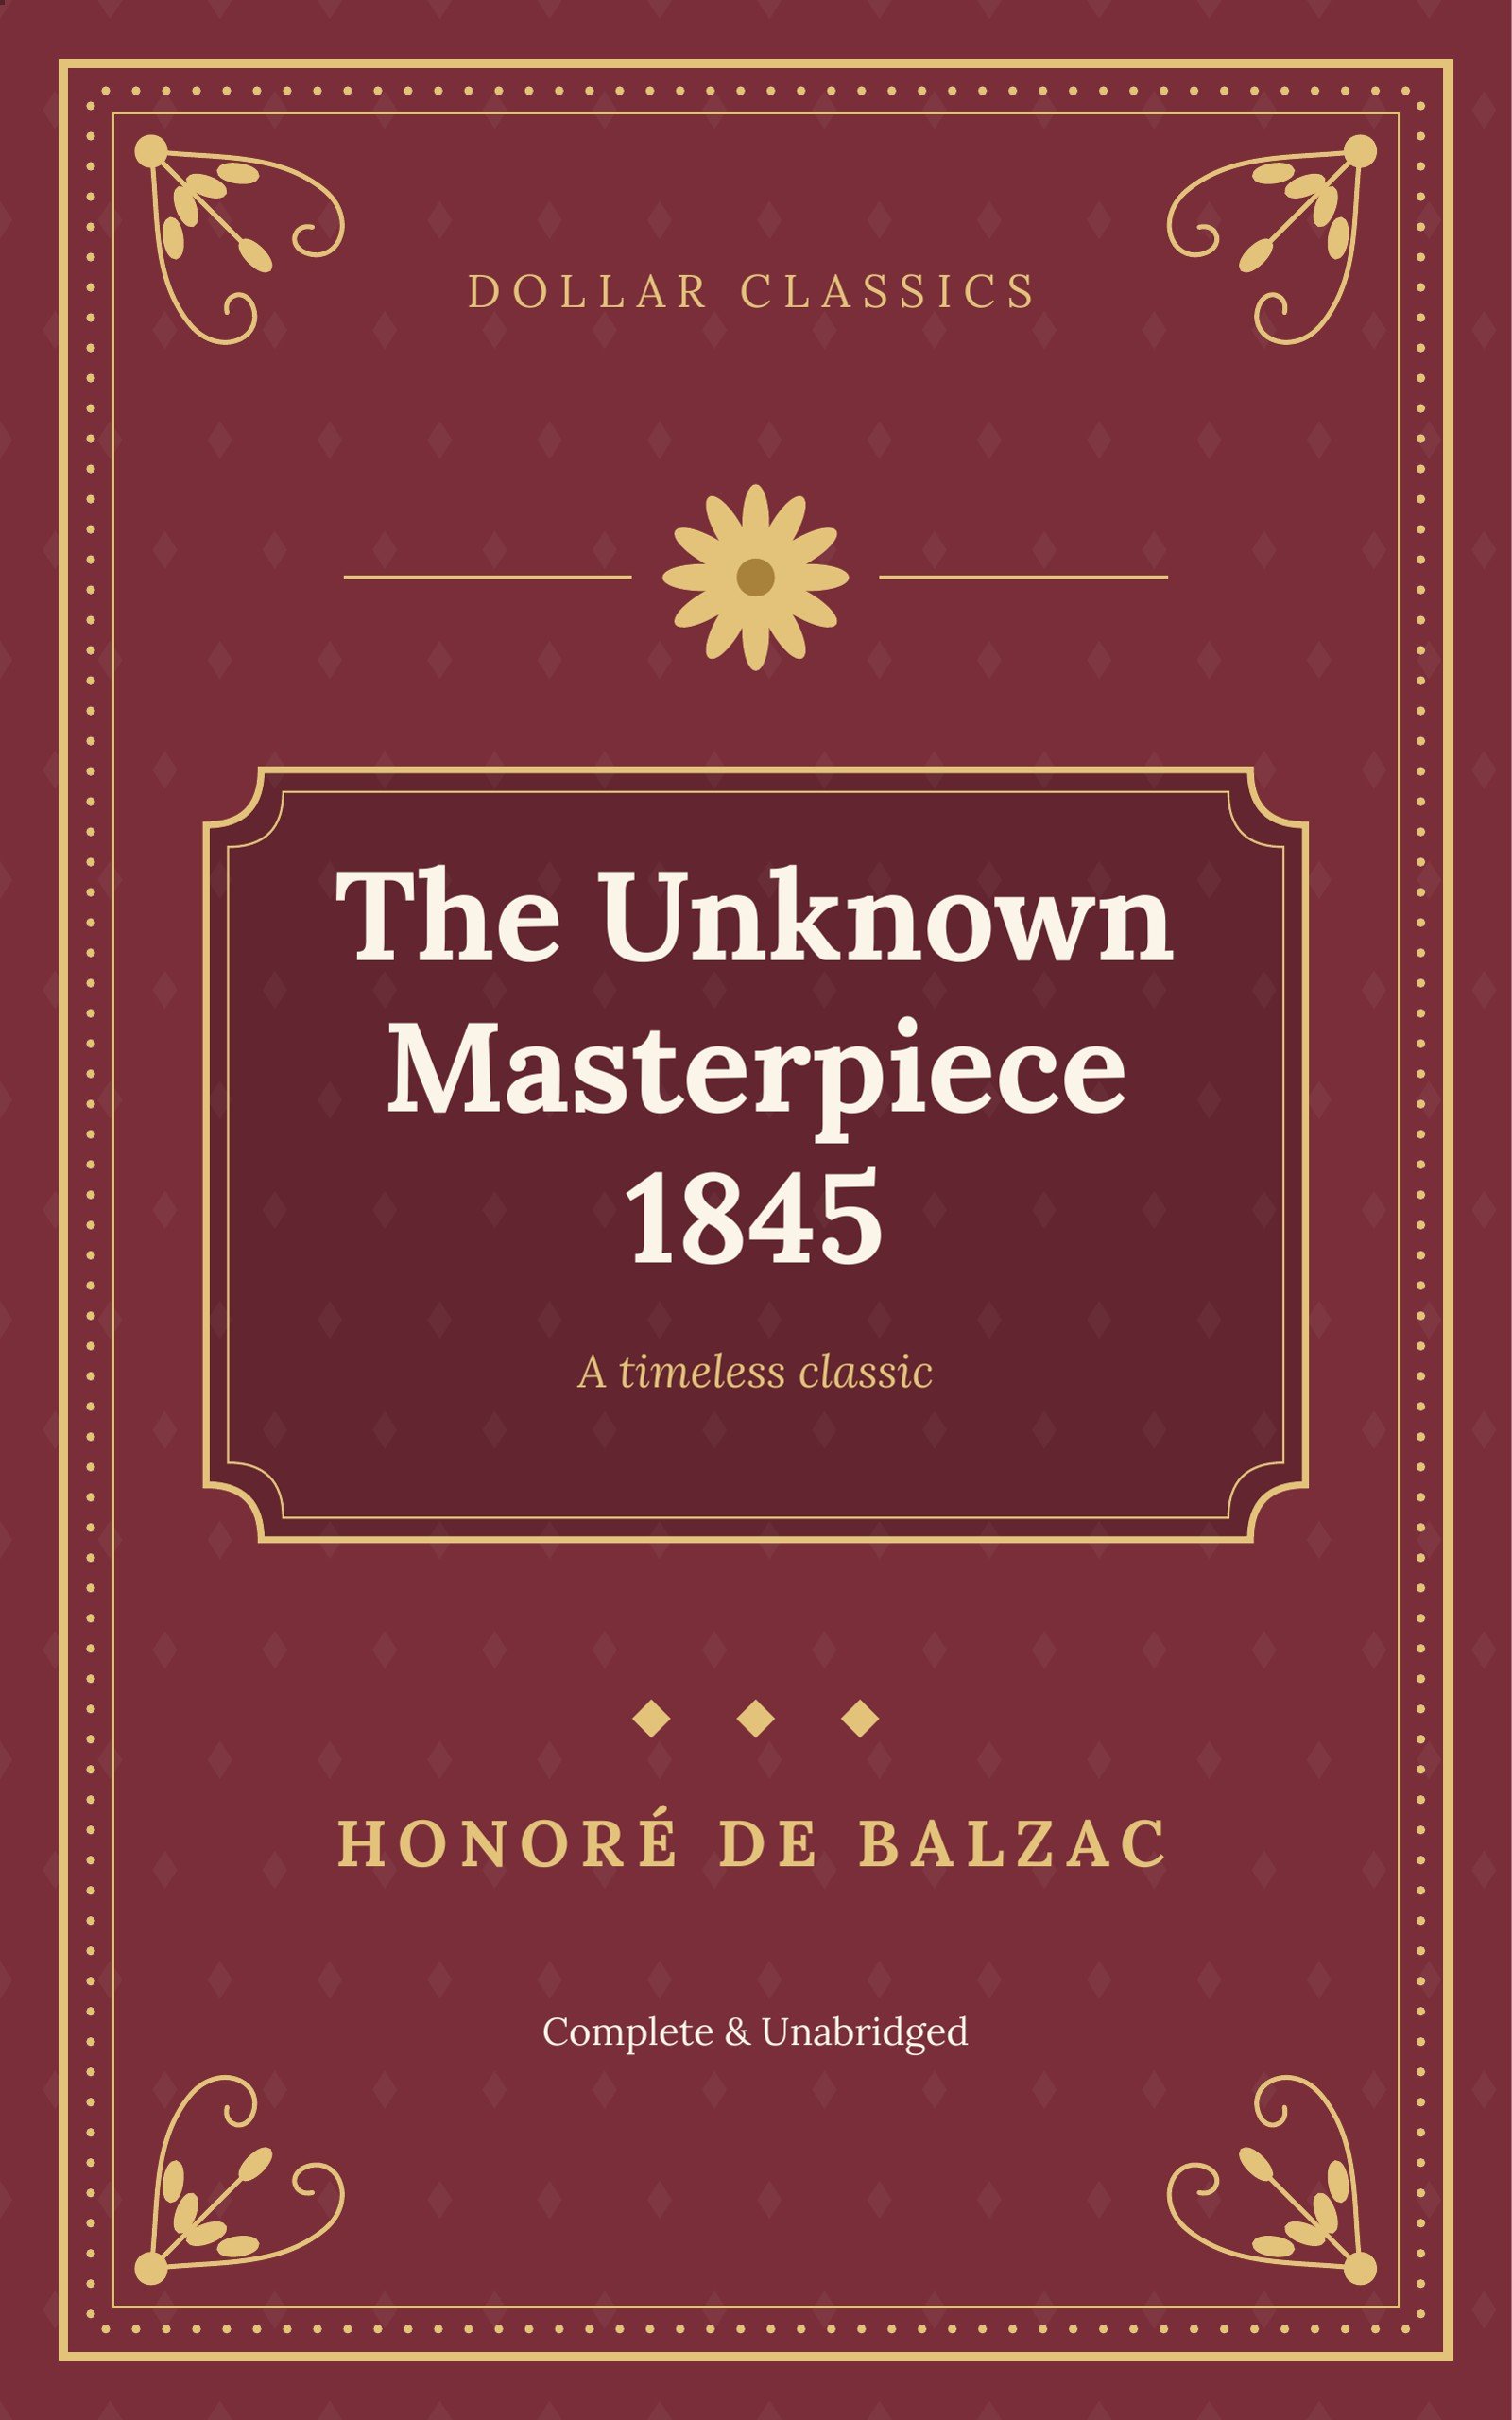 DOLLAR CLASSICS
The Unknown
Masterpiece
1845
A timeless classic
HONORÉ DE BALZAC
Complete & Unabridged